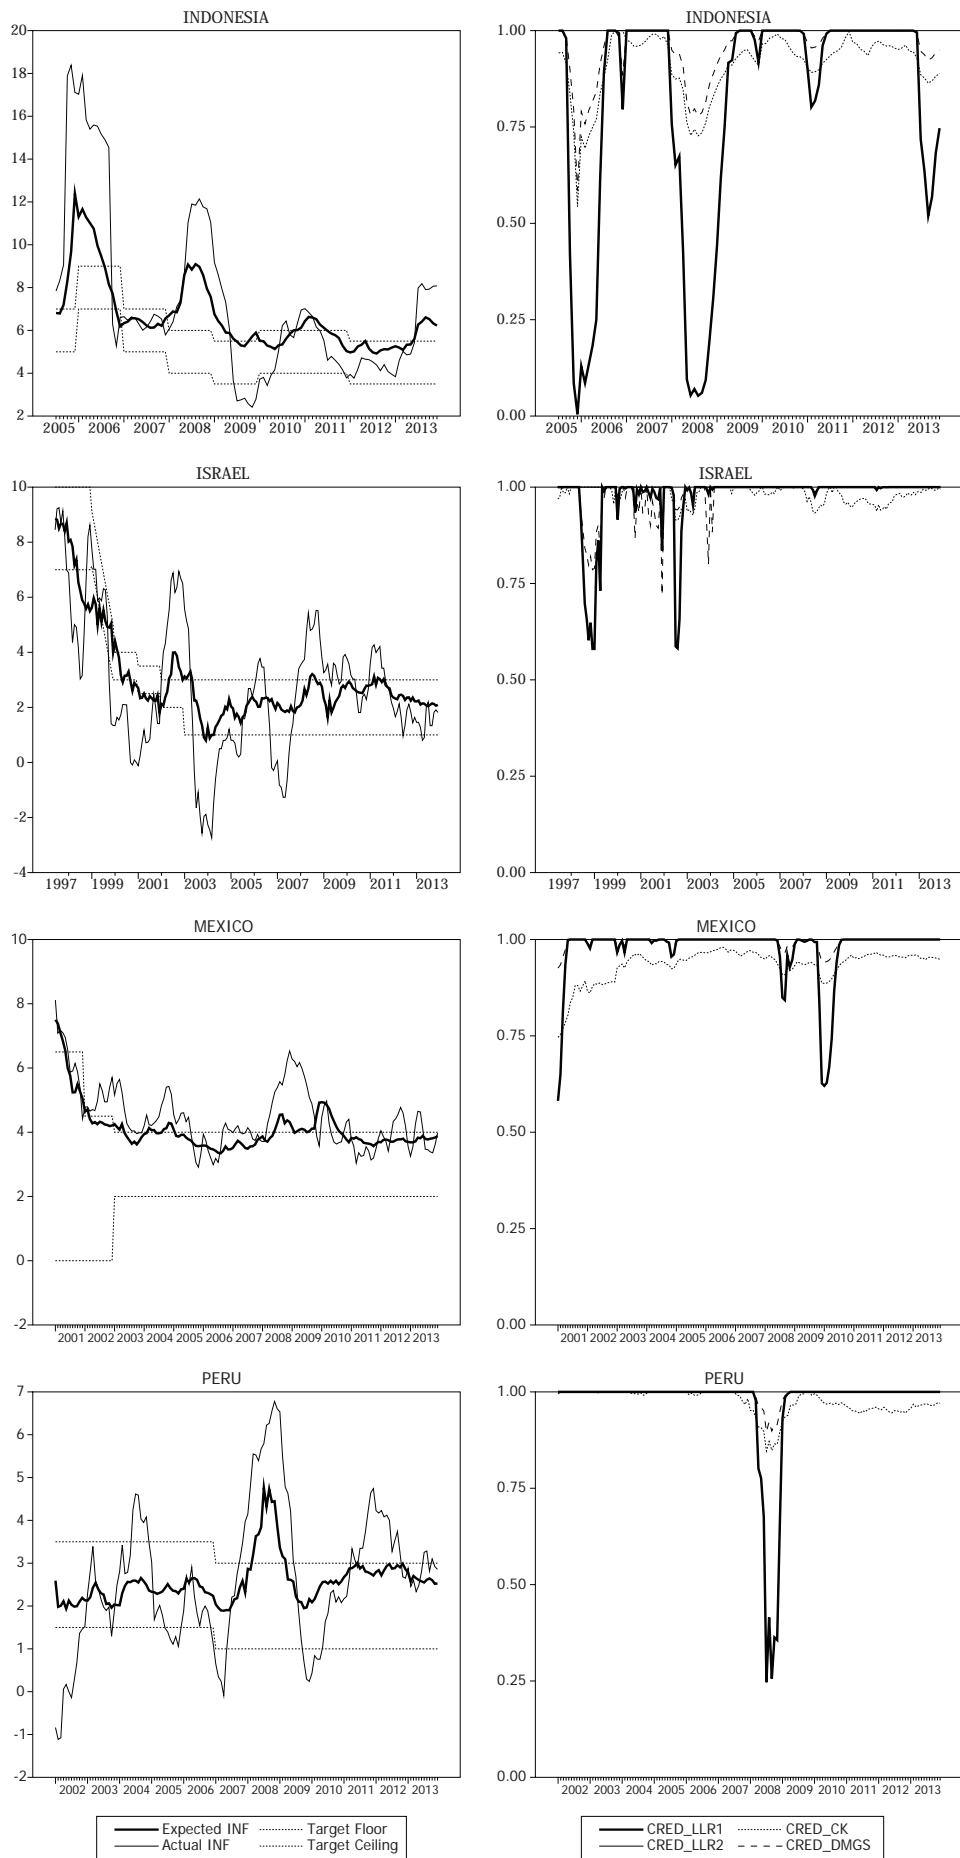 INDONESIA
20
18
16
14
12
10
8
6
4
2
2005 2006 2007 2008 2009 2010 2011 2012 2013
INDONESIA
1.00
0.75
0.50
0.25
0.00
2005 2006 2007 2008 2009 2010 2011 2012 2013
ISRAEL
10
8
6
4
2
0
-2
-4
1997 1999 2001 2003 2005 2007 2009 2011 2013
ISRAEL
1.00
0.75
0.50
0.25
0.00
1997 1999 2001 2003 2005 2007 2009 2011 2013
MEXICO
10
8
6
4
2
0
-2
2001 2002 2003 2004 2005 2006 2007 2008 2009 2010 2011 2012 2013
MEXICO
1.00
0.75
0.50
0.25
0.00
2001 2002 2003 2004 2005 2006 2007 2008 2009 2010 2011 2012 2013
PERU
7
6
5
4
3
2
1
0
-1
-2
2002 2003 2004 2005 2006 2007 2008 2009 2010 2011 2012 2013
PERU
1.00
0.75
0.50
0.25
0.00
2002 2003 2004 2005 2006 2007 2008 2009 2010 2011 2012 2013
Expected INF Target Floor
Actual INF Target Ceiling
CRED_LLR1 CRED_CK
CRED_LLR2 CRED_DMGS